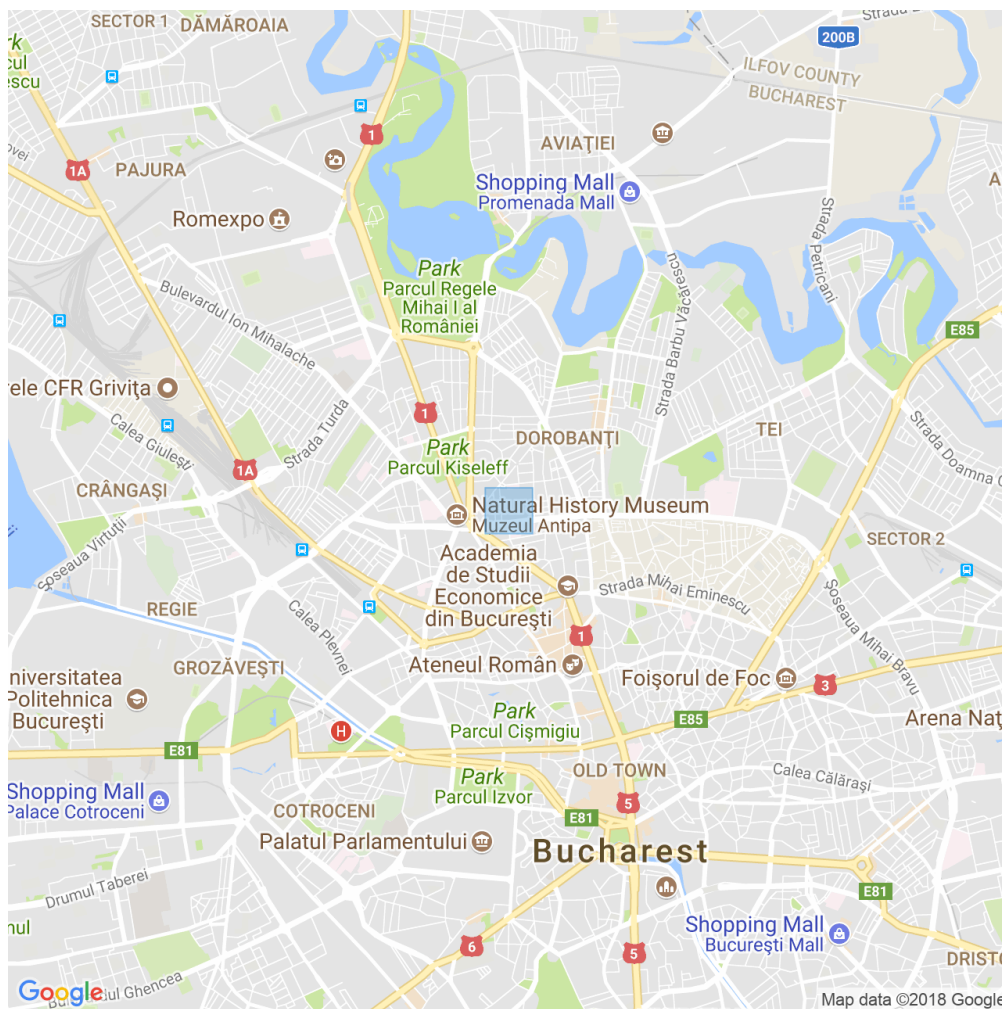 SECTOR 1
DĂMĂROAIA
200B
ILFOV COUNTY
BUCHAREST
1
AVIAȚIEI
1A
PAJURA
Shopping Mall
Promenada Mall
Romexpo
Strada Petricani
Park
Parcul Regele
Mihai I al
României
Bulevardul Ion Mihalache
Strada Barbu Văcărescu
E85
Strada Turda
1
Calea Giulești
DOROBANȚI
TEI
Park
Parcul Kiseleff
1A
CRÂNGAȘI
Natural History Museum
Muzeul Antipa
Șoseaua Virtuții
SECTOR 2
Academia
de Studii
Economice
din București
Strada Mihai Eminescu
REGIE
Calea Plevnei
Șoseaua Mihai Bravu
1
GROZĂVEȘTI
Ateneul Român
Foișorul de Foc
3
Politehnica
București
Park
Parcul Cișmigiu
E85
H
E81
OLD TOWN
Calea Călărași
Park
Parcul Izvor
Shopping Mall
Palace Cotroceni
COTROCENI
5
E81
Palatul Parlamentului
Bucharest
Drumul Taberei
E81
Shopping Mall
București Mall
6
5
Google
Ghencea
Map data ©2018 Google